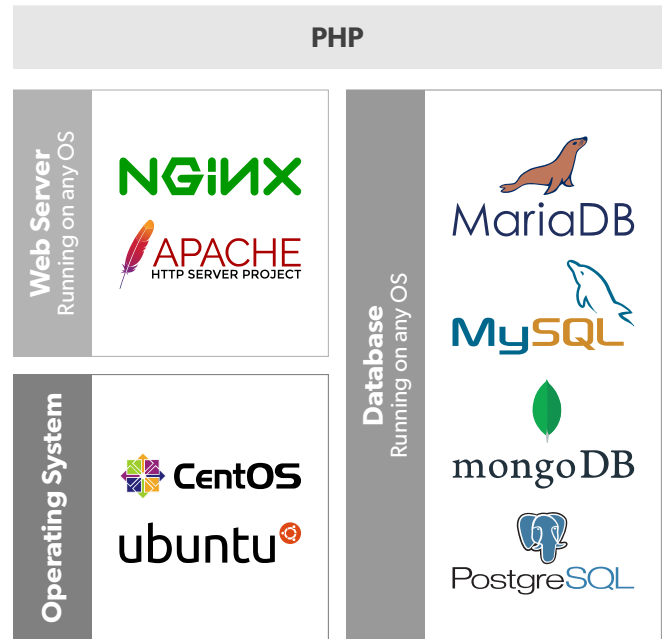 PHP
Web Server
Running on any OS
NGiNX
APACHE
HTTP SERVER PROJECT
Operating System
CentOS
ubuntu
Database
Running on any OS
MariaDB
MySQL
mongoDB
PostgreSQL